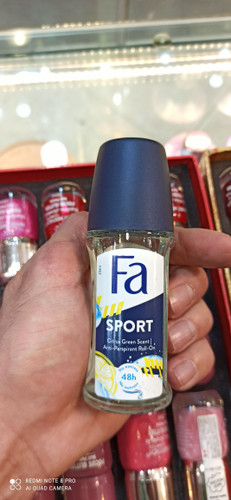 Fa
SPORT
Citrus Green Scent |
Anti-Perspirant Roll-On
48h
REDMI NOTE 8 PRO
AI QUAD CAMERA